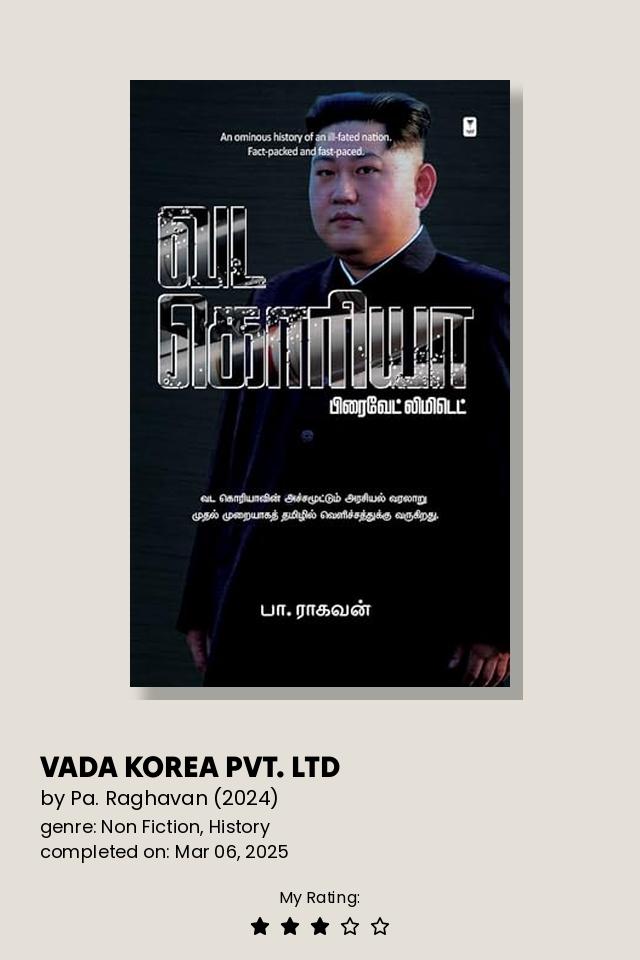 An ominous history of an ill-fated nation.
Fact-packed and fast-paced.
வட
கொரியா
பிரைவேட் லிமிடெட்
வட கொரியாவின் அச்சமூட்டும் அரசியல் வரலாறு
முதல் முறையாகத் தமிழில் வெளிச்சத்துக்கு வருகிறது.
பா. ராகவன்
VADA KOREA PVT. LTD
by Pa. Raghavan (2024)
genre: Non Fiction, History
completed on: Mar 06, 2025
My Rating: